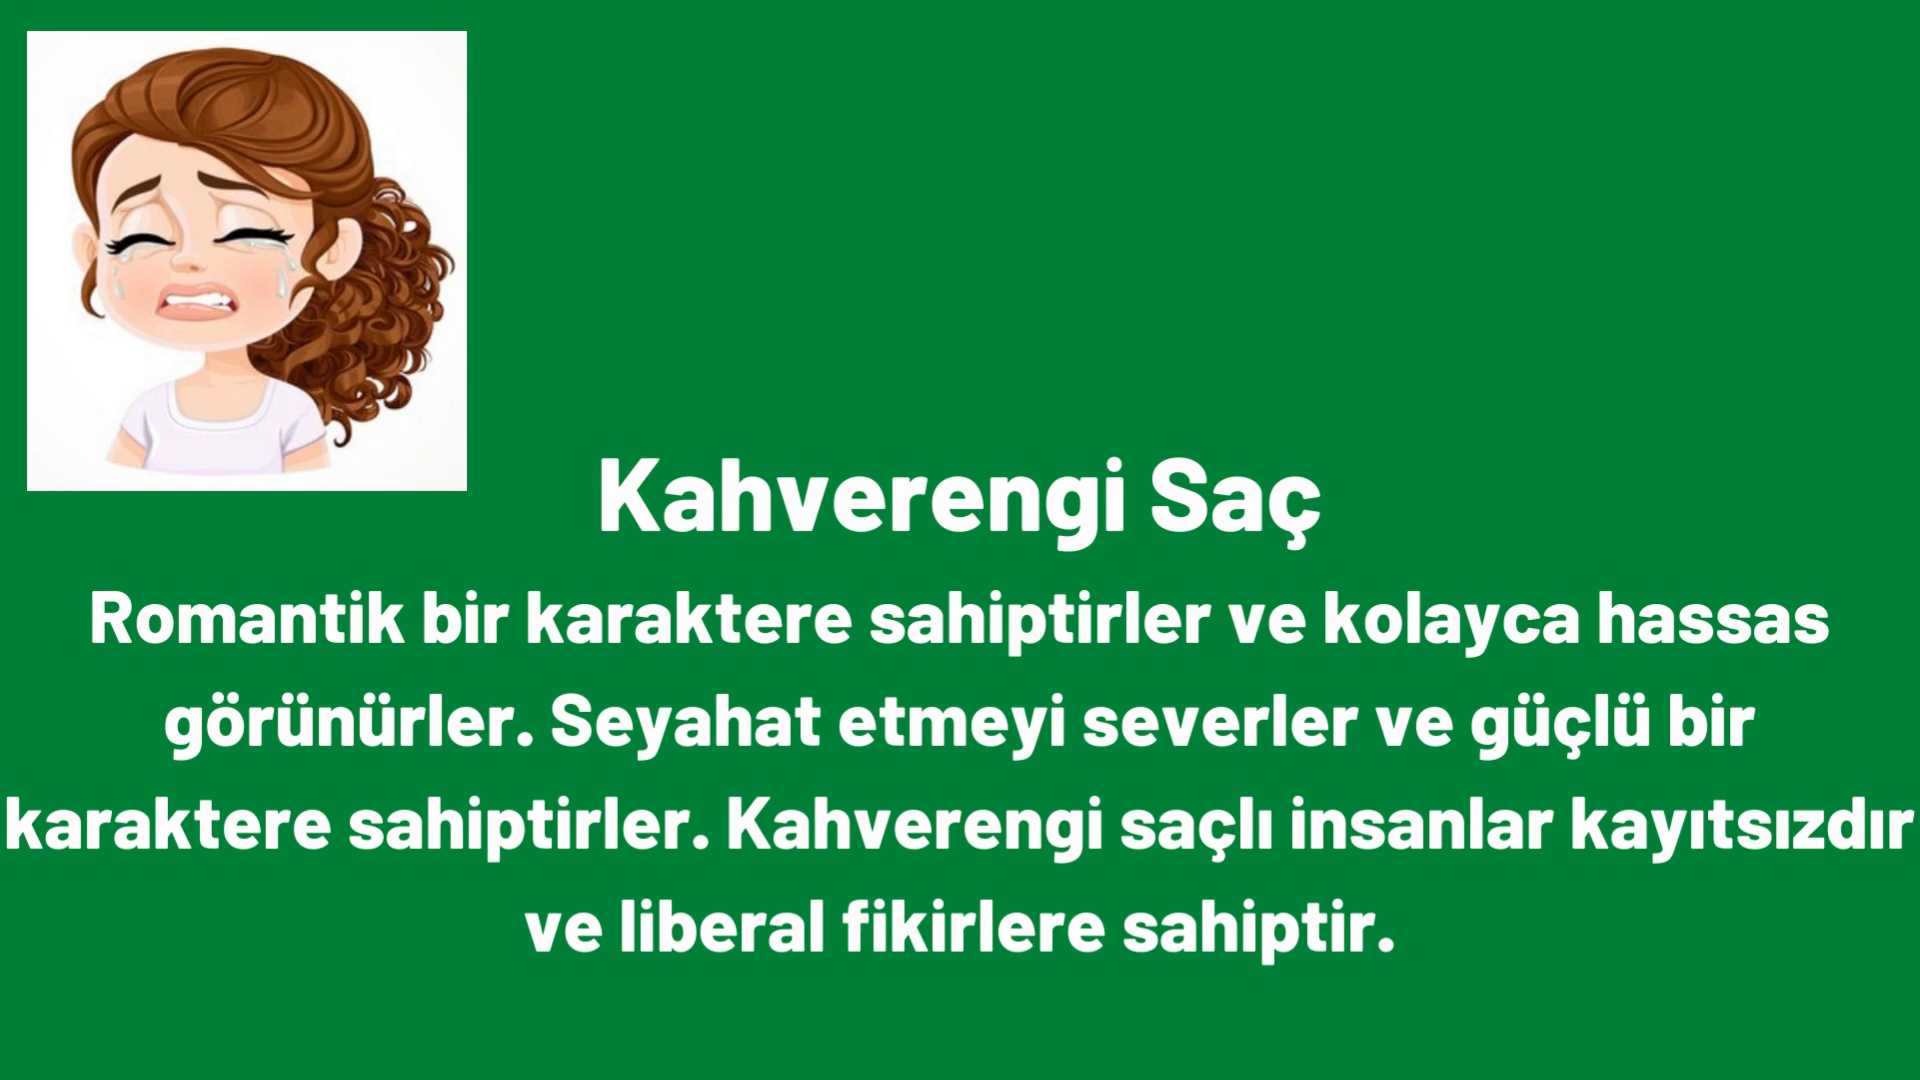 Kahverengi Saç
Romantik bir karaktere sahiptirler ve kolayca hassas
görünürler. Seyahat etmeyi severler ve güçlü bir
karaktere sahiptirler. Kahverengi saçlı insanlar kayıtsızdır
ve liberal fikirlere sahiptir.